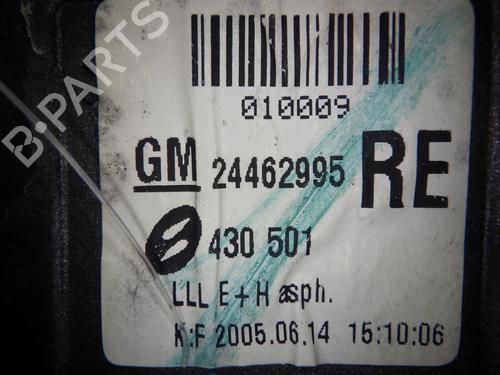 B-PARTS
010009
GM 24462995 RE
430 501
LLL E+H asph.
K:F 2005.06.14 15:10:06